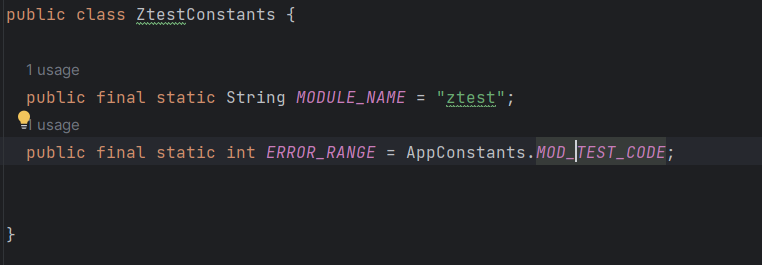 public class ZtestConstants {
1 usage
public final static String MODULE_NAME = "ztest";
1 usage
public final static int ERROR_RANGE = AppConstants.MOD_TEST_CODE;
}